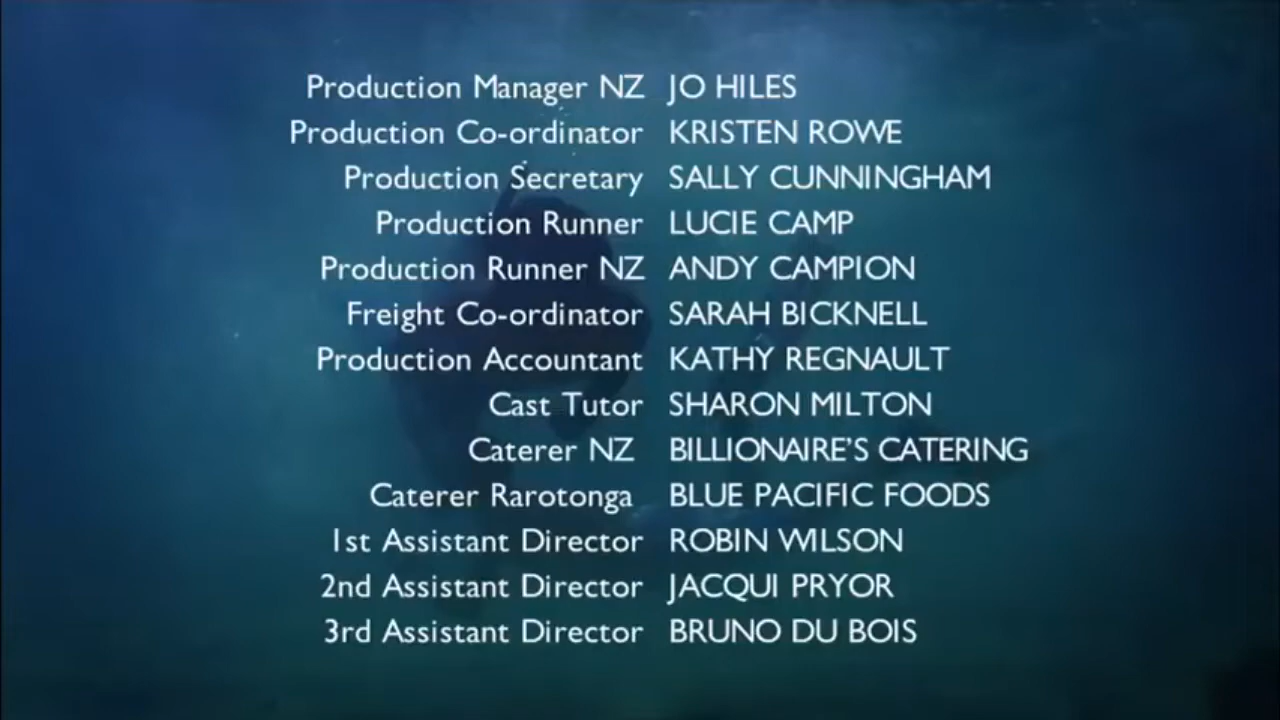 Production Manager NZ JO HILES
Production Co-ordinator KRISTEN ROWE
Production Secretary SALLY CUNNINGHAM
Production Runner LUCIE CAMP
Production Runner NZ ANDY CAMPION
Freight Co-ordinator SARAH BICKNELL
Production Accountant KATHY REGNAULT
Cast Tutor SHARON MILTON
Caterer NZ BILLIONAIRE’S CATERING
Caterer Rarotonga BLUE PACIFIC FOODS
1st Assistant Director ROBIN WILSON
2nd Assistant Director JACQUI PRYOR
3rd Assistant Director BRUNO DU BOIS